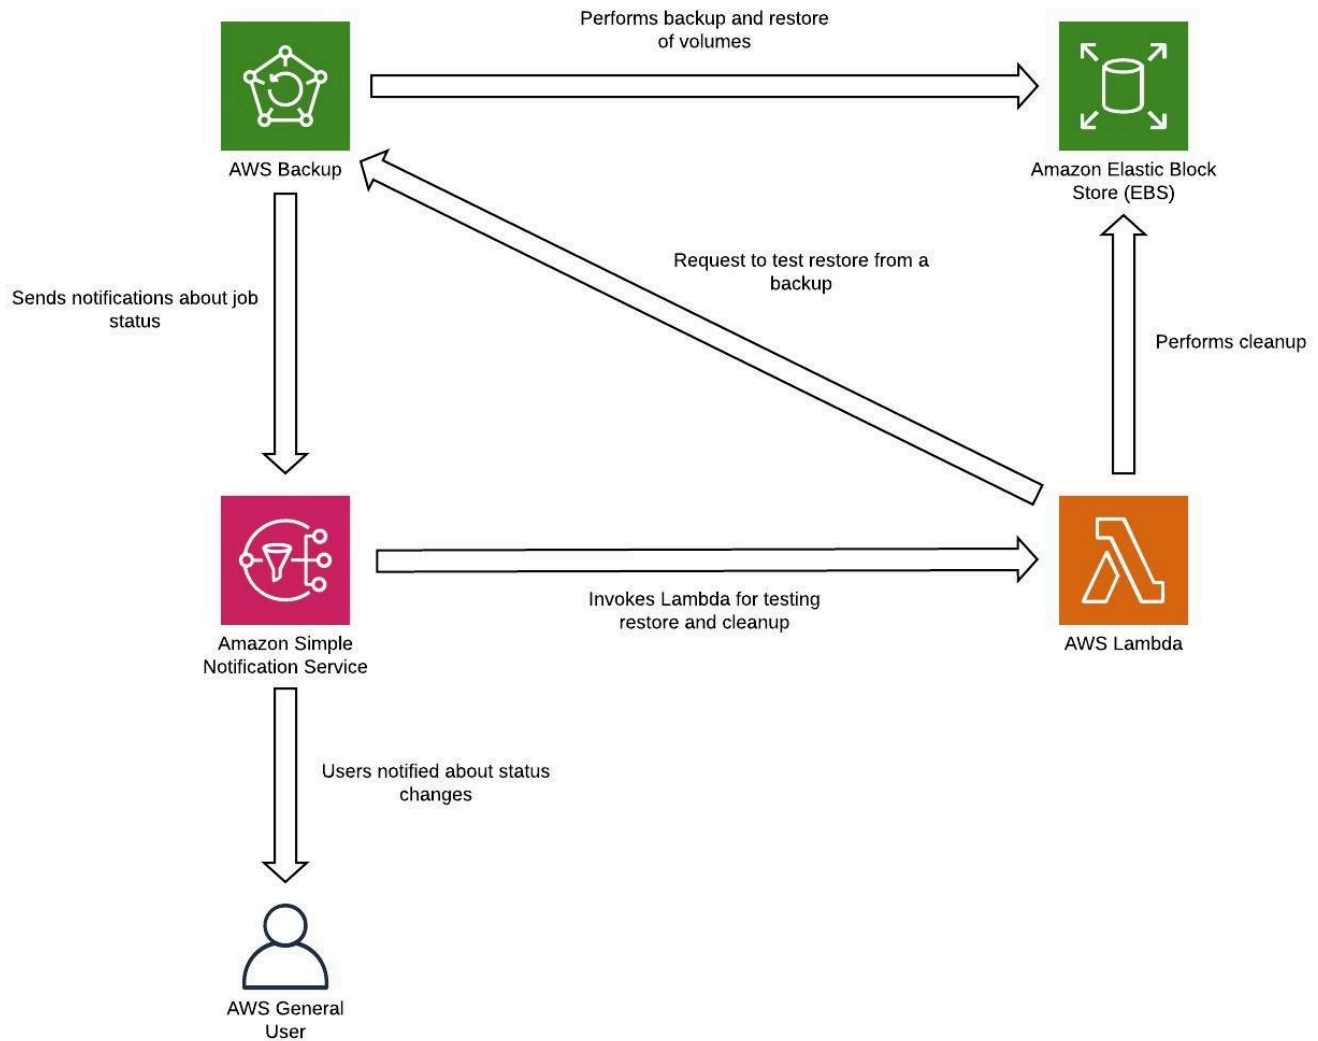 Performs backup and restore
of volumes
AWS Backup
Amazon Elastic Block
Store (EBS)
Request to test restore from a
backup
Sends notifications about job
status
Performs cleanup
Invokes Lambda for testing
restore and cleanup
Amazon Simple
Notification Service
AWS Lambda
Users notified about status
changes
AWS General
User